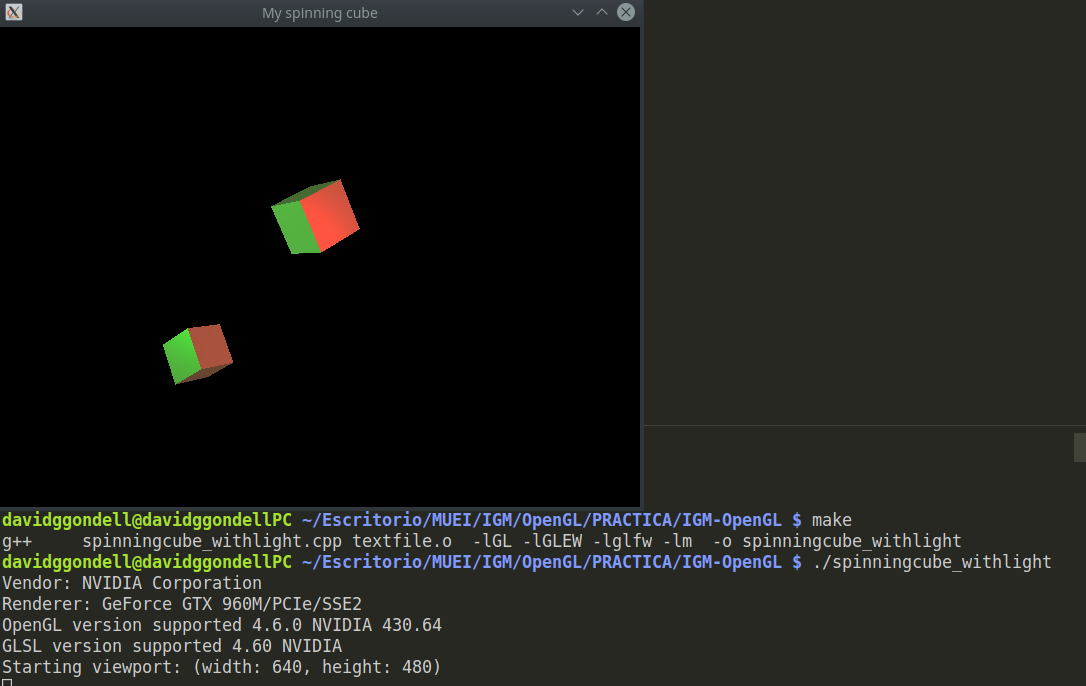 My spinning cube
davidggondell@davidggondellPC ~/Escritorio/MUEI/IGM/OpenGL/PRACTICA/IGM-OpenGL $ make
g++     spinningcube_withlight.cpp textfile.o  -lGL -lGLEW -lglfw -lm  -o spinningcube_withlight
davidggondell@davidggondellPC ~/Escritorio/MUEI/IGM/OpenGL/PRACTICA/IGM-OpenGL $ ./spinningcube_withlight
Vendor: NVIDIA Corporation
Renderer: GeForce GTX 960M/PCIe/SSE2
OpenGL version supported 4.6.0 NVIDIA 430.64
GLSL version supported 4.60 NVIDIA
Starting viewport: (width: 640, height: 480)